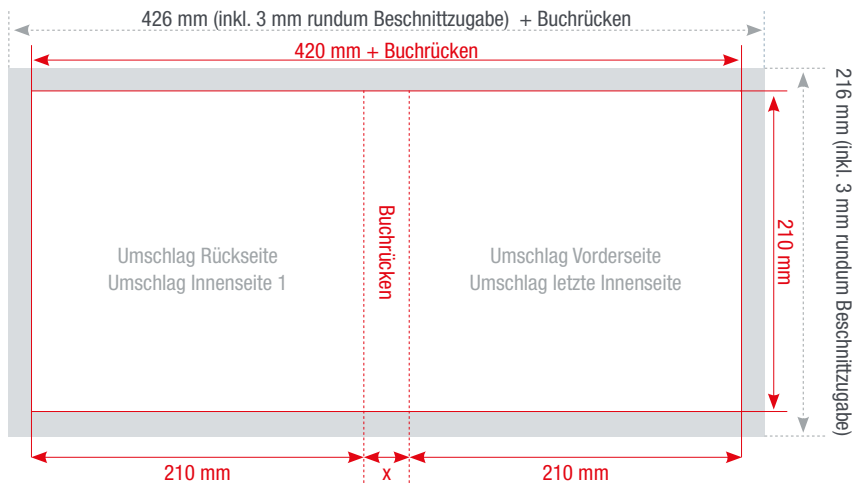 426 mm (inkl. 3 mm rundum Beschnittzugabe)  + Buchrücken
420 mm + Buchrücken
216 mm (inkl. 3 mm rundum Beschnittzugabe)
210 mm
Buchrücken
Umschlag Rückseite
Umschlag Innenseite 1
Umschlag Vorderseite
Umschlag letzte Innenseite
210 mm
x
210 mm